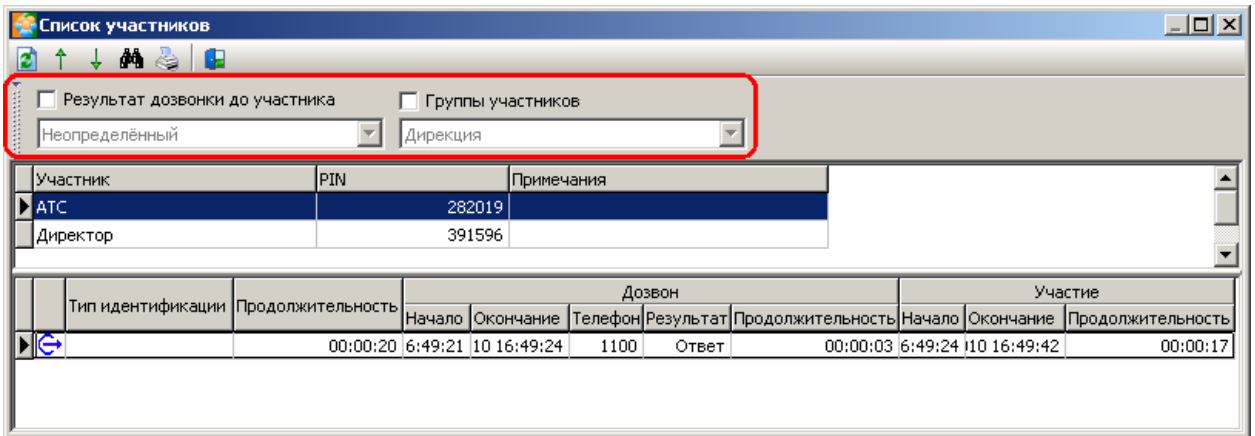 Список участников
Результат дозвонки до участника Группы участников
Неопределённый Дирекция
Участник PIN Примечания
АТС 282019
Директор 391596
Тип идентификации Продолжительность Дозвон Участие
Начало Окончание Телефон Результат Продолжительность Начало Окончание Продолжительность
00:00:20 6:49:21 10 16:49:24 1100 Ответ 00:00:03 6:49:24 10 16:49:42 00:00:17